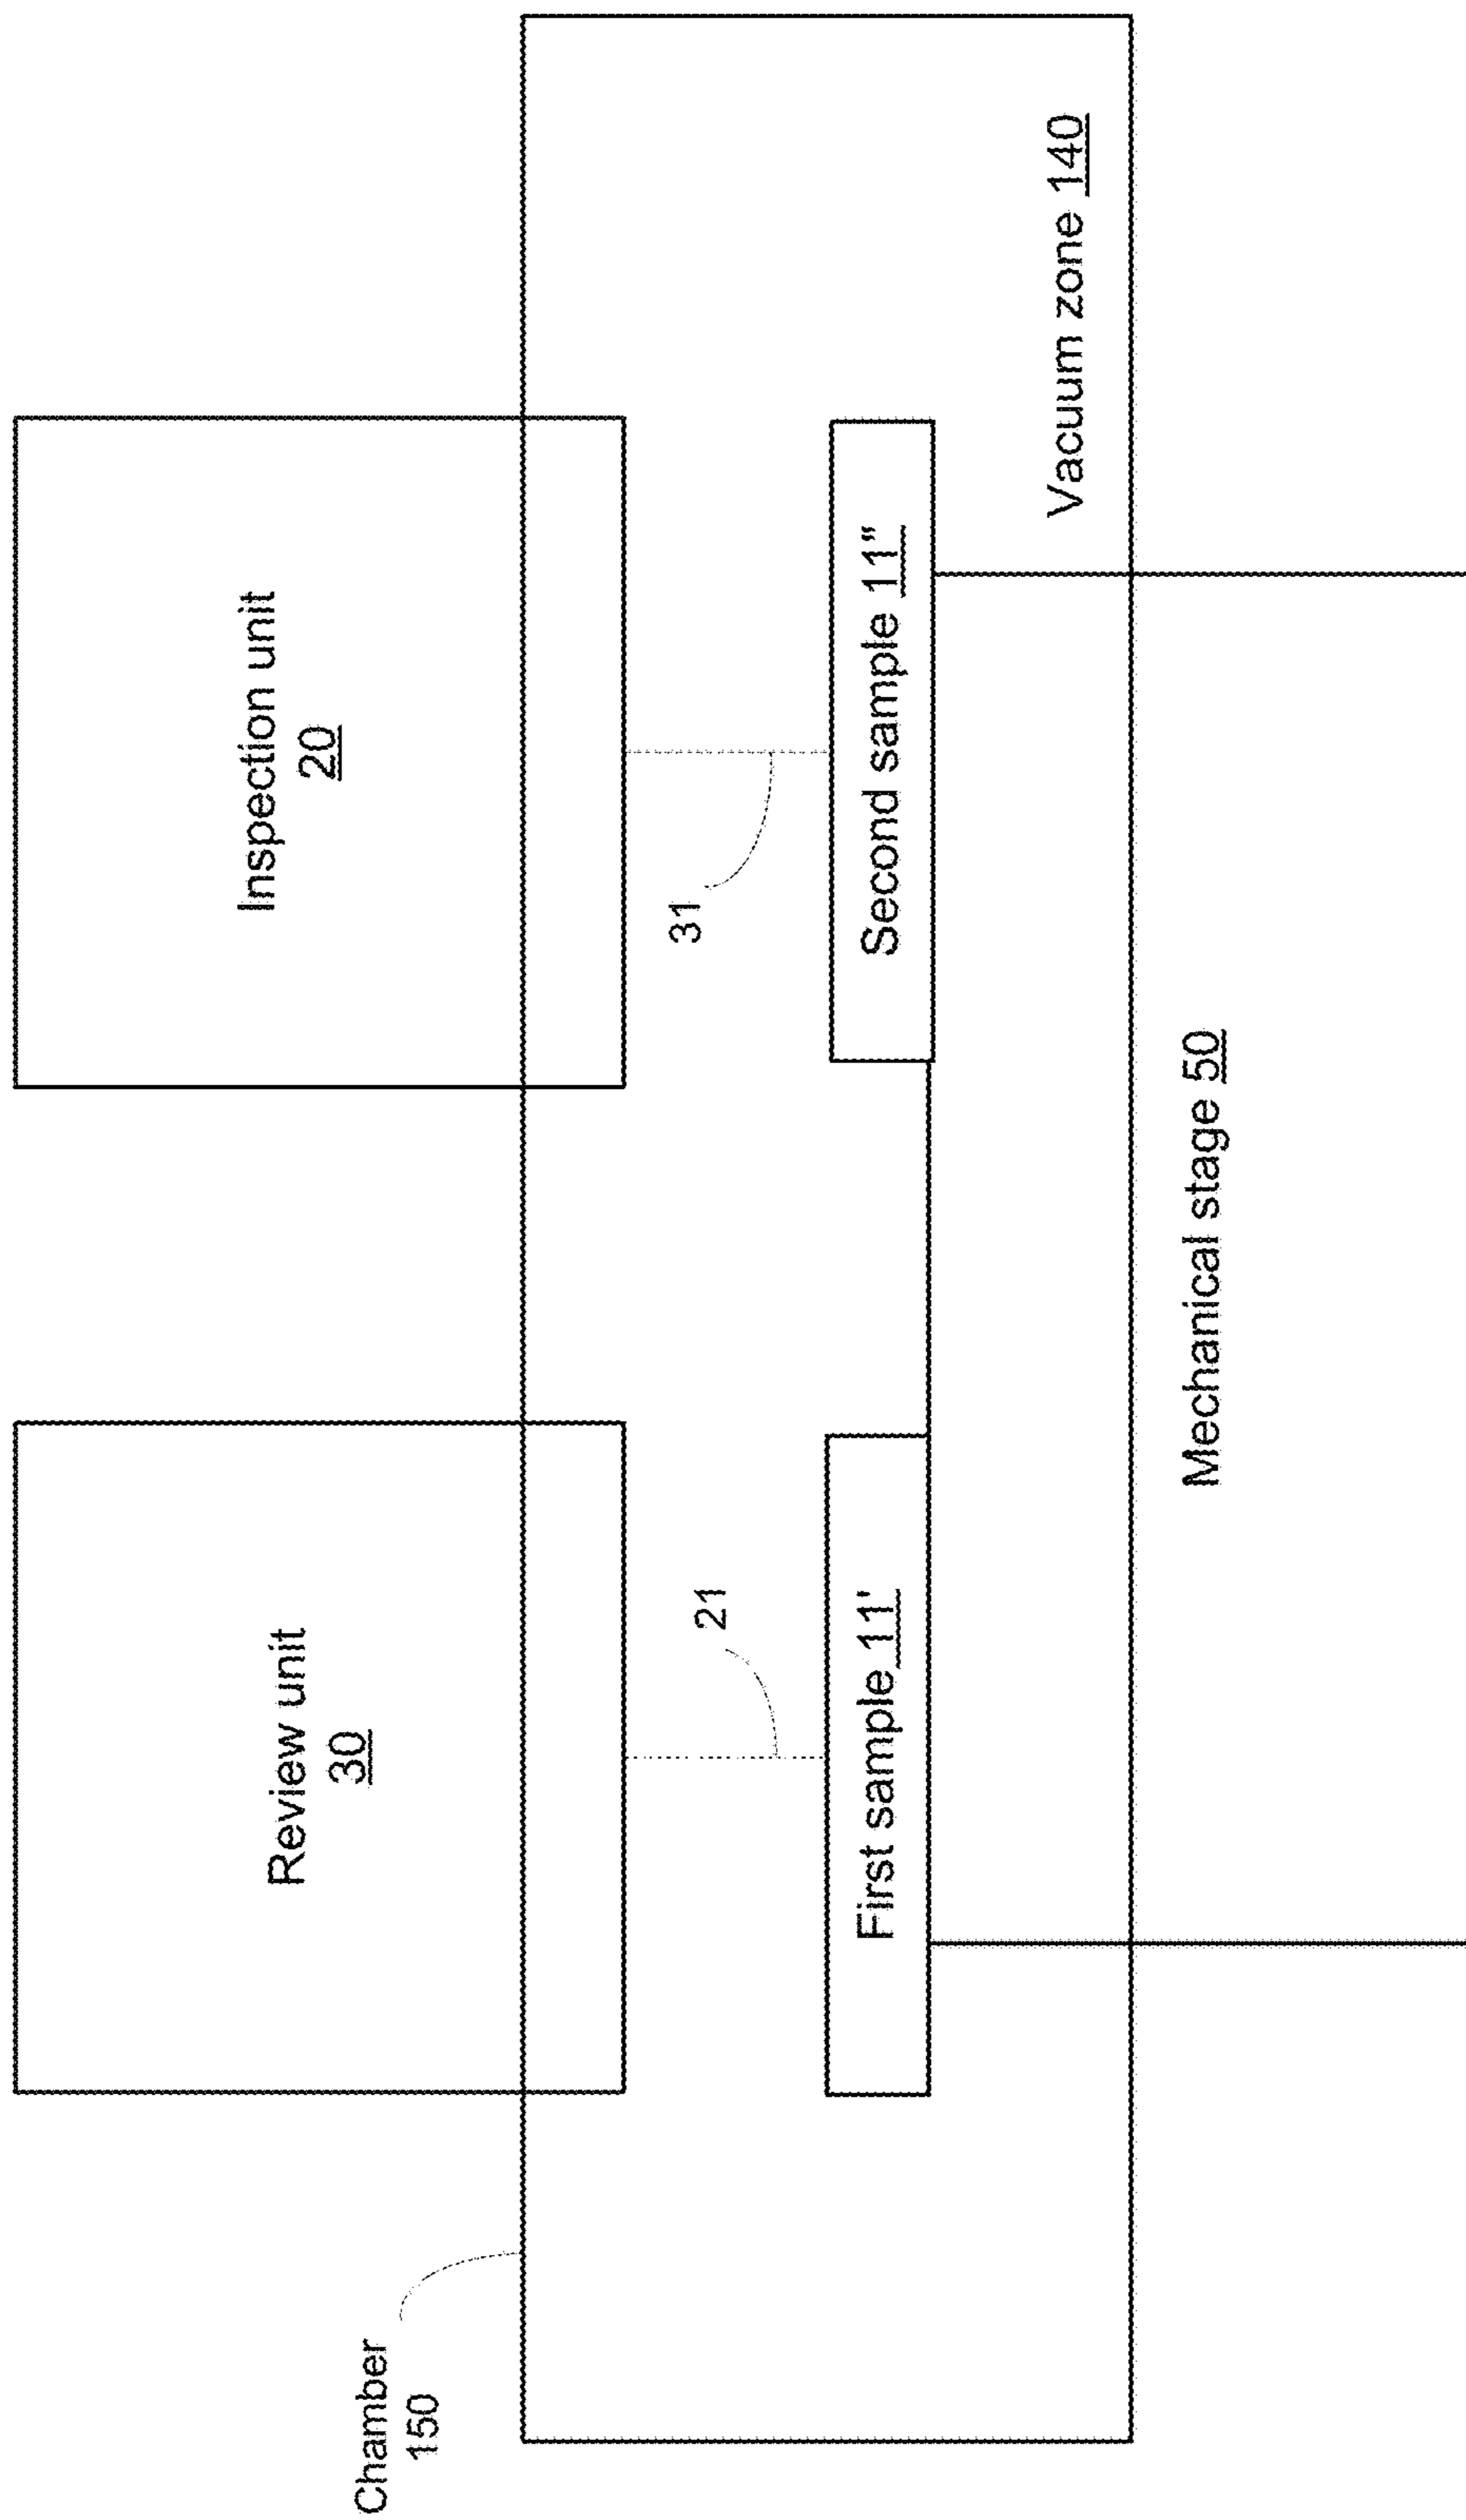 Chamber
150
Review unit
30
Inspection unit
20
21
31
First sample 11'
Second sample 11”
Vacuum zone 140
Mechanical stage 50